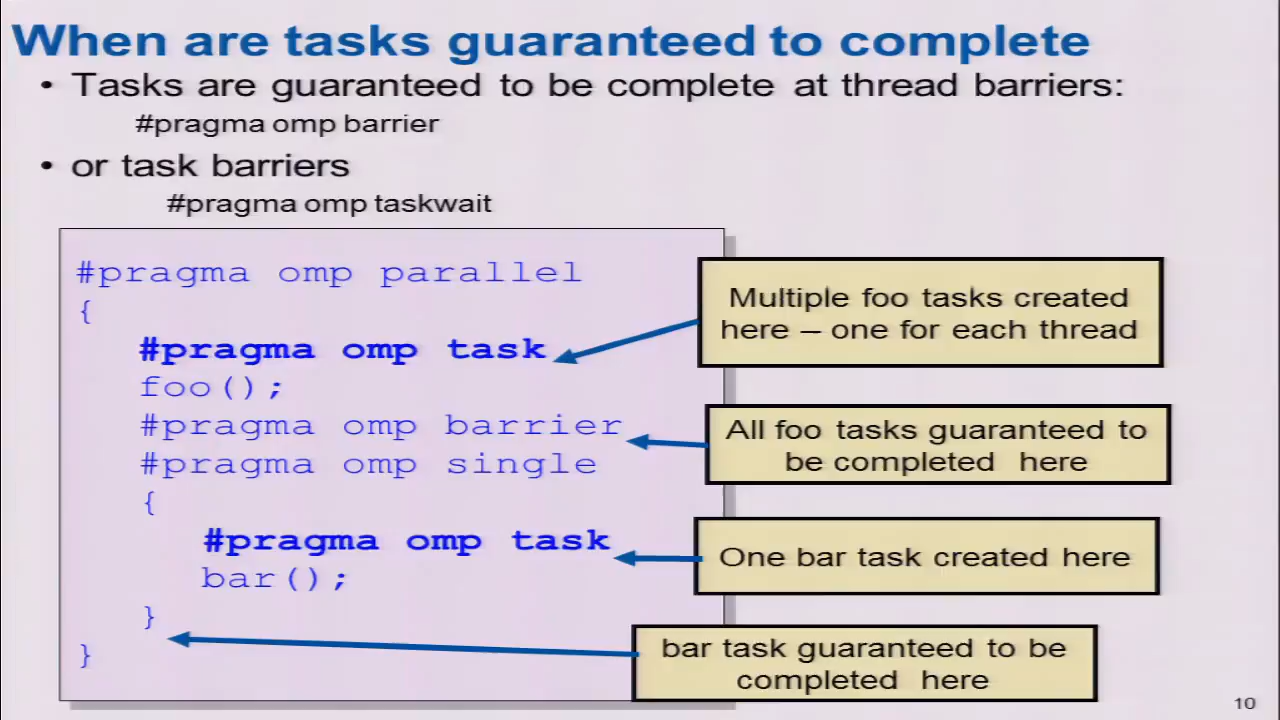 When are tasks guaranteed to complete
• Tasks are guaranteed to be complete at thread barriers:
#pragma omp barrier
• or task barriers
#pragma omp taskwait
#pragma omp parallel
{
#pragma omp task
foo();
#pragma omp barrier
#pragma omp single
{
#pragma omp task
bar();
}
}
Multiple foo tasks created
here – one for each thread
All foo tasks guaranteed to
be completed here
One bar task created here
bar task guaranteed to be
completed here
10